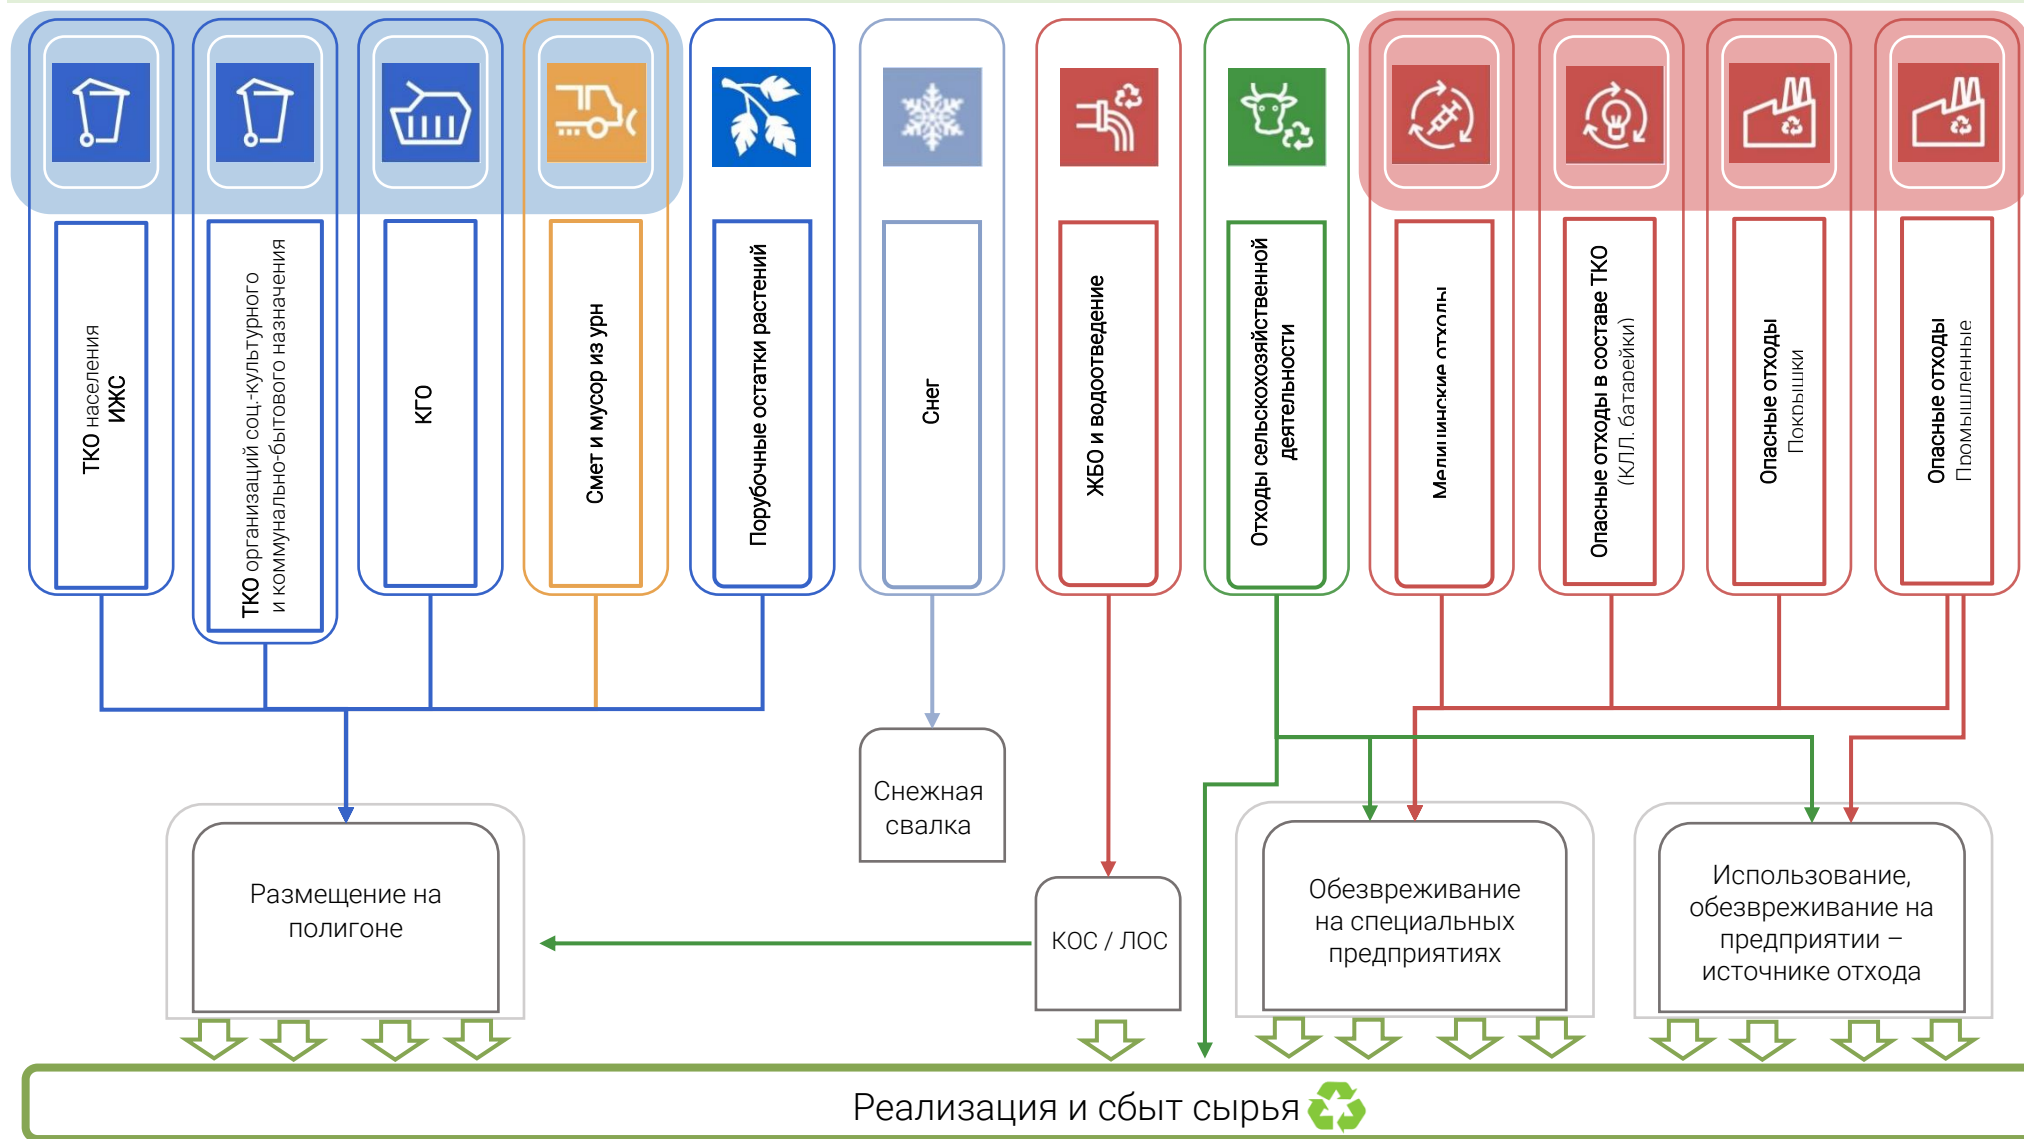 ТКО населения
ИЖС
ТКО организаций соц.-культурного
и коммунально-бытового назначения
КГО
Смет и мусор из урн
Порубочные остатки растений
Снег
ЖБО и водоотведение
Отходы сельскохозяйственной
деятельности
Медицинские отходы
Опасные отходы в составе ТКО
(КЛЛ. батарейки)
Опасные отходы
Покрышки
Опасные отходы
Промышленные
Снежная
свалка
Размещение на
полигоне
КОС / ЛОС
Обезвреживание
на специальных
предприятиях
Использование,
обезвреживание на
предприятии –
источнике отхода
Реализация и сбыт сырья